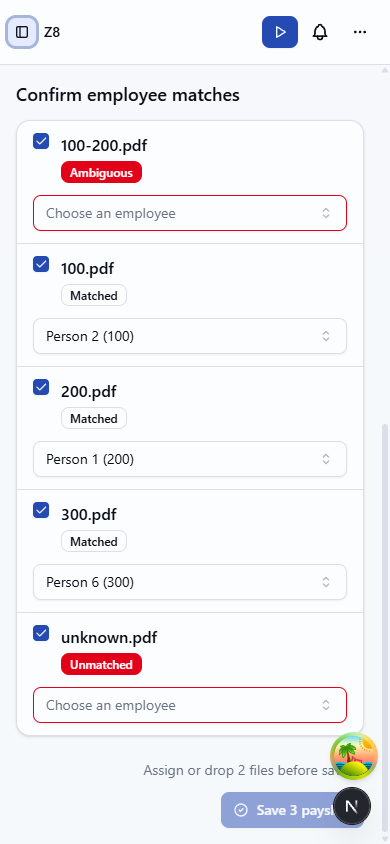 Z8
Confirm employee matches
100-200.pdf
Ambiguous
Choose an employee
100.pdf
Matched
Person 2 (100)
200.pdf
Matched
Person 1 (200)
300.pdf
Matched
Person 6 (300)
unknown.pdf
Unmatched
Choose an employee
Assign or drop 2 files before
Save 3
N